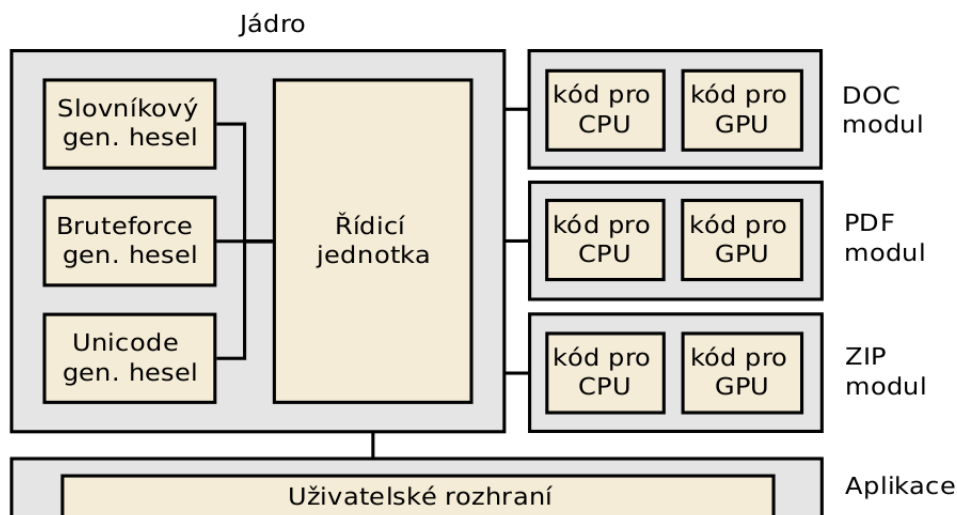 Jádro
Slovníkový
gen. hesel
Bruteforce
gen. hesel
Unicode
gen. hesel
Řídicí
jednotka
kód pro
CPU
kód pro
GPU
DOC
modul
kód pro
CPU
kód pro
GPU
PDF
modul
kód pro
CPU
kód pro
GPU
ZIP
modul
Uživatelské rozhraní
Aplikace